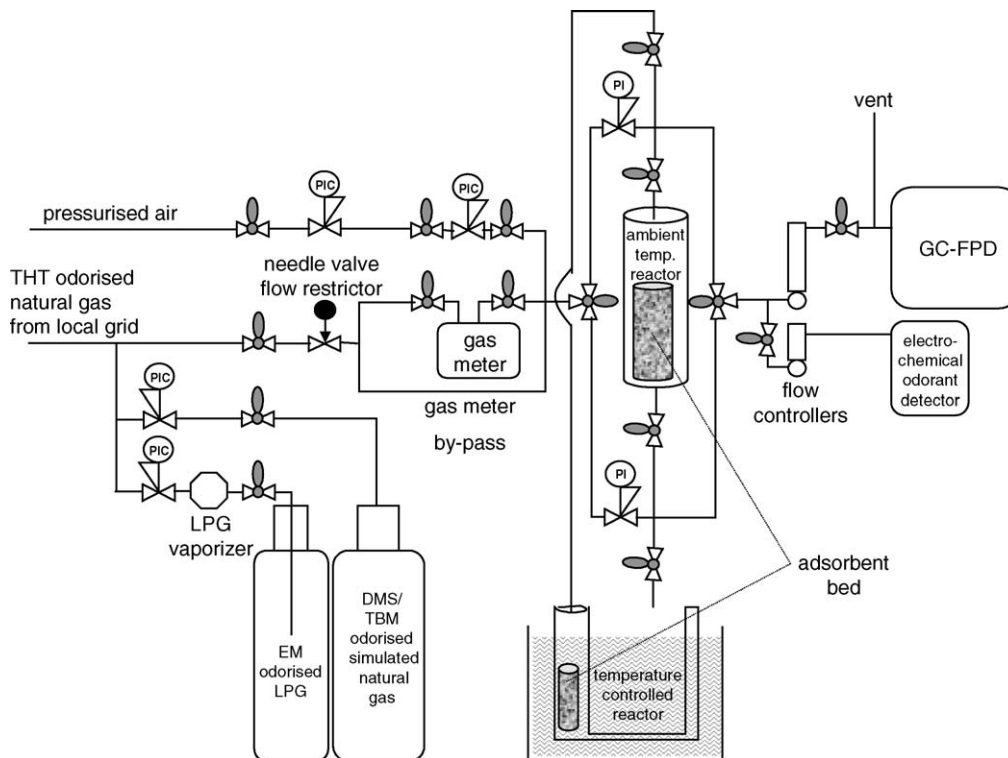 PI
vent
PIC
PIC
pressurised air
GC-FPD
ambient
temp.
reactor
THT odorised
natural gas
from local grid
needle valve
flow restrictor
gas
meter
electro-
chemical
odorant
detector
flow
controllers
PIC
gas meter
by-pass
PIC
PI
LPG
vaporizer
adsorbent
bed
DMS/
TBM
odorised
simulated
natural
gas
EM
odorised
LPG
temperature
controlled
reactor